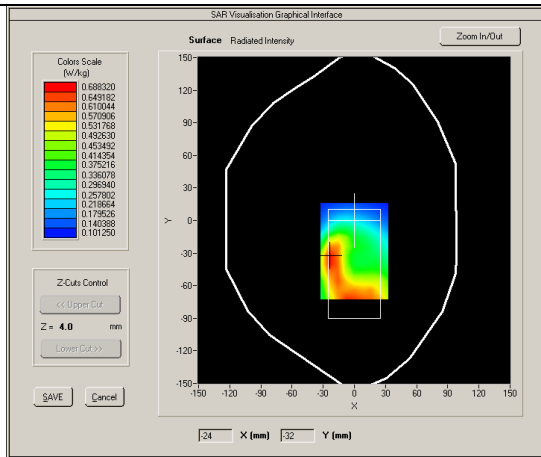 SAR Visualisation Graphical Interface
Surface Radiated Intensity
Zoom In/Out
Colors Scale
(W/kg)
0.688320
0.649182
0.610044
0.570906
0.531768
0.492630
0.453492
0.414354
0.375216
0.336078
0.296940
0.257802
0.218664
0.179526
0.140388
0.101250
Z-Cuts Control
<< Upper Cut
Z = 4.0 mm
Lower Cut >>
SAVE Cancel
150
120
90
60
30
0
-30
-60
-90
-120
-150
Y
-150 -120 -90 -60 -30 0 30 60 90 120 150
X
-24 X (mm) -32 Y (mm)